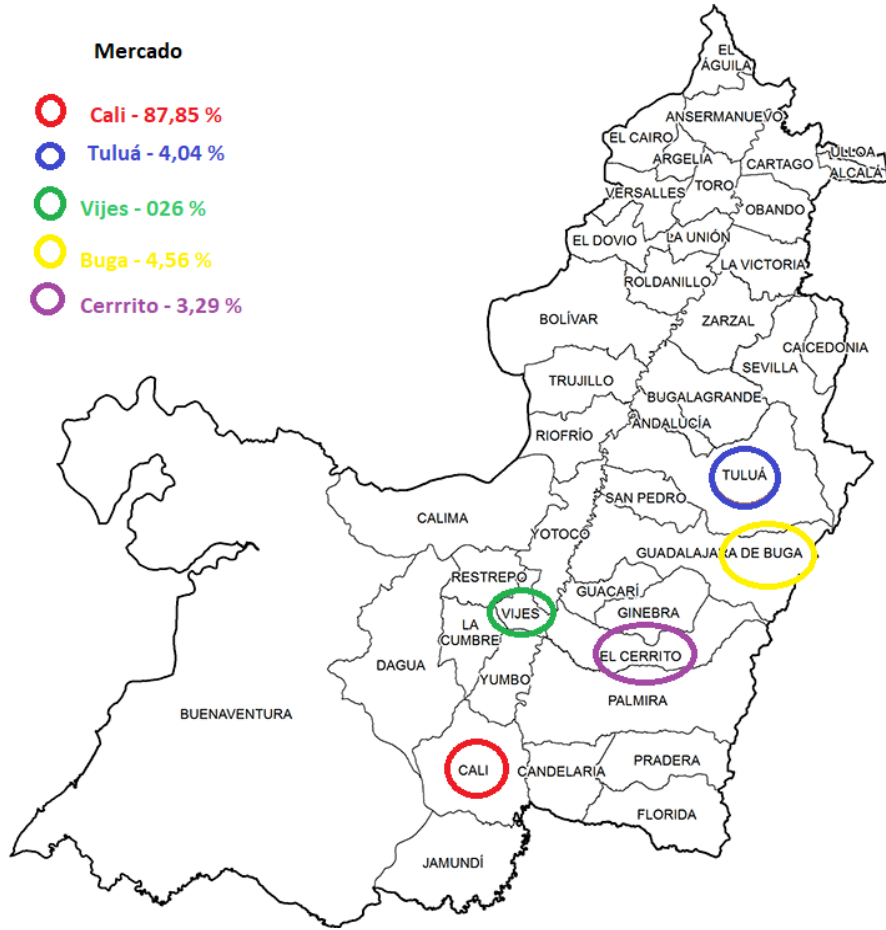 Mercado
Cali - 87,85 %
Tuluá - 4,04 %
Vijes - 026 %
Buga - 4,56 %
Cerrrito - 3,29 %
EL
ÁGUILA
ANSERMANUEVO
EL CAIRO
ULLOA
ARGELIA
CARTAGO
ALCALÁ
VERSALLES
TORO
OBANDO
EL DOVIO
LA UNIÓN
LA VICTORIA
ROLDANILLO
BOLÍVAR
ZARZAL
CAICEDONIA
SEVILLA
TRUJILLO
BUGALAGRANDE
ANDALUCÍA
RIOFRÍO
TULUÁ
SAN PEDRO
CALIMA
YOTOCO
GUADALAJARA DE BUGA
RESTREPO
GUACARÍ
VIJES
GINEBRA
LA
CUMBRE
EL CERRITO
DAGUA
YUMBO
PALMIRA
BUENAVENTURA
PRADERA
CALI
CANDELARIA
FLORIDA
JAMUNDÍ